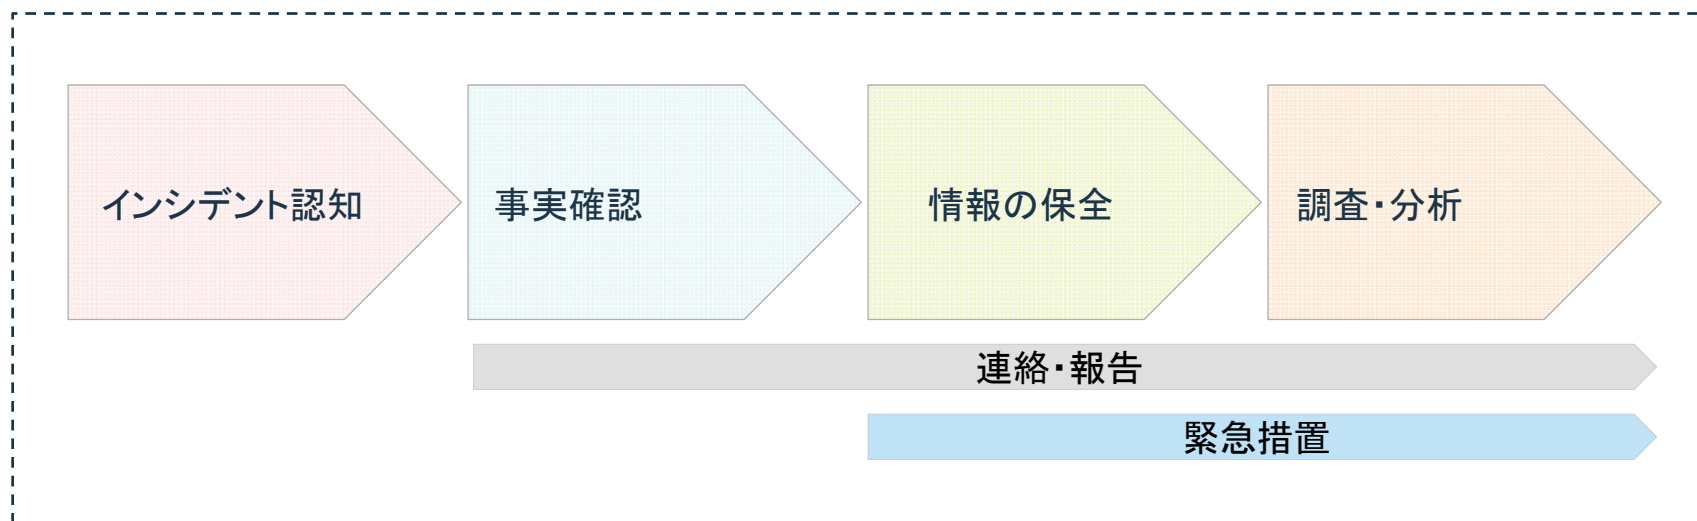 インシデント認知
事実確認
情報の保全
調査・分析
連絡・報告
緊急措置